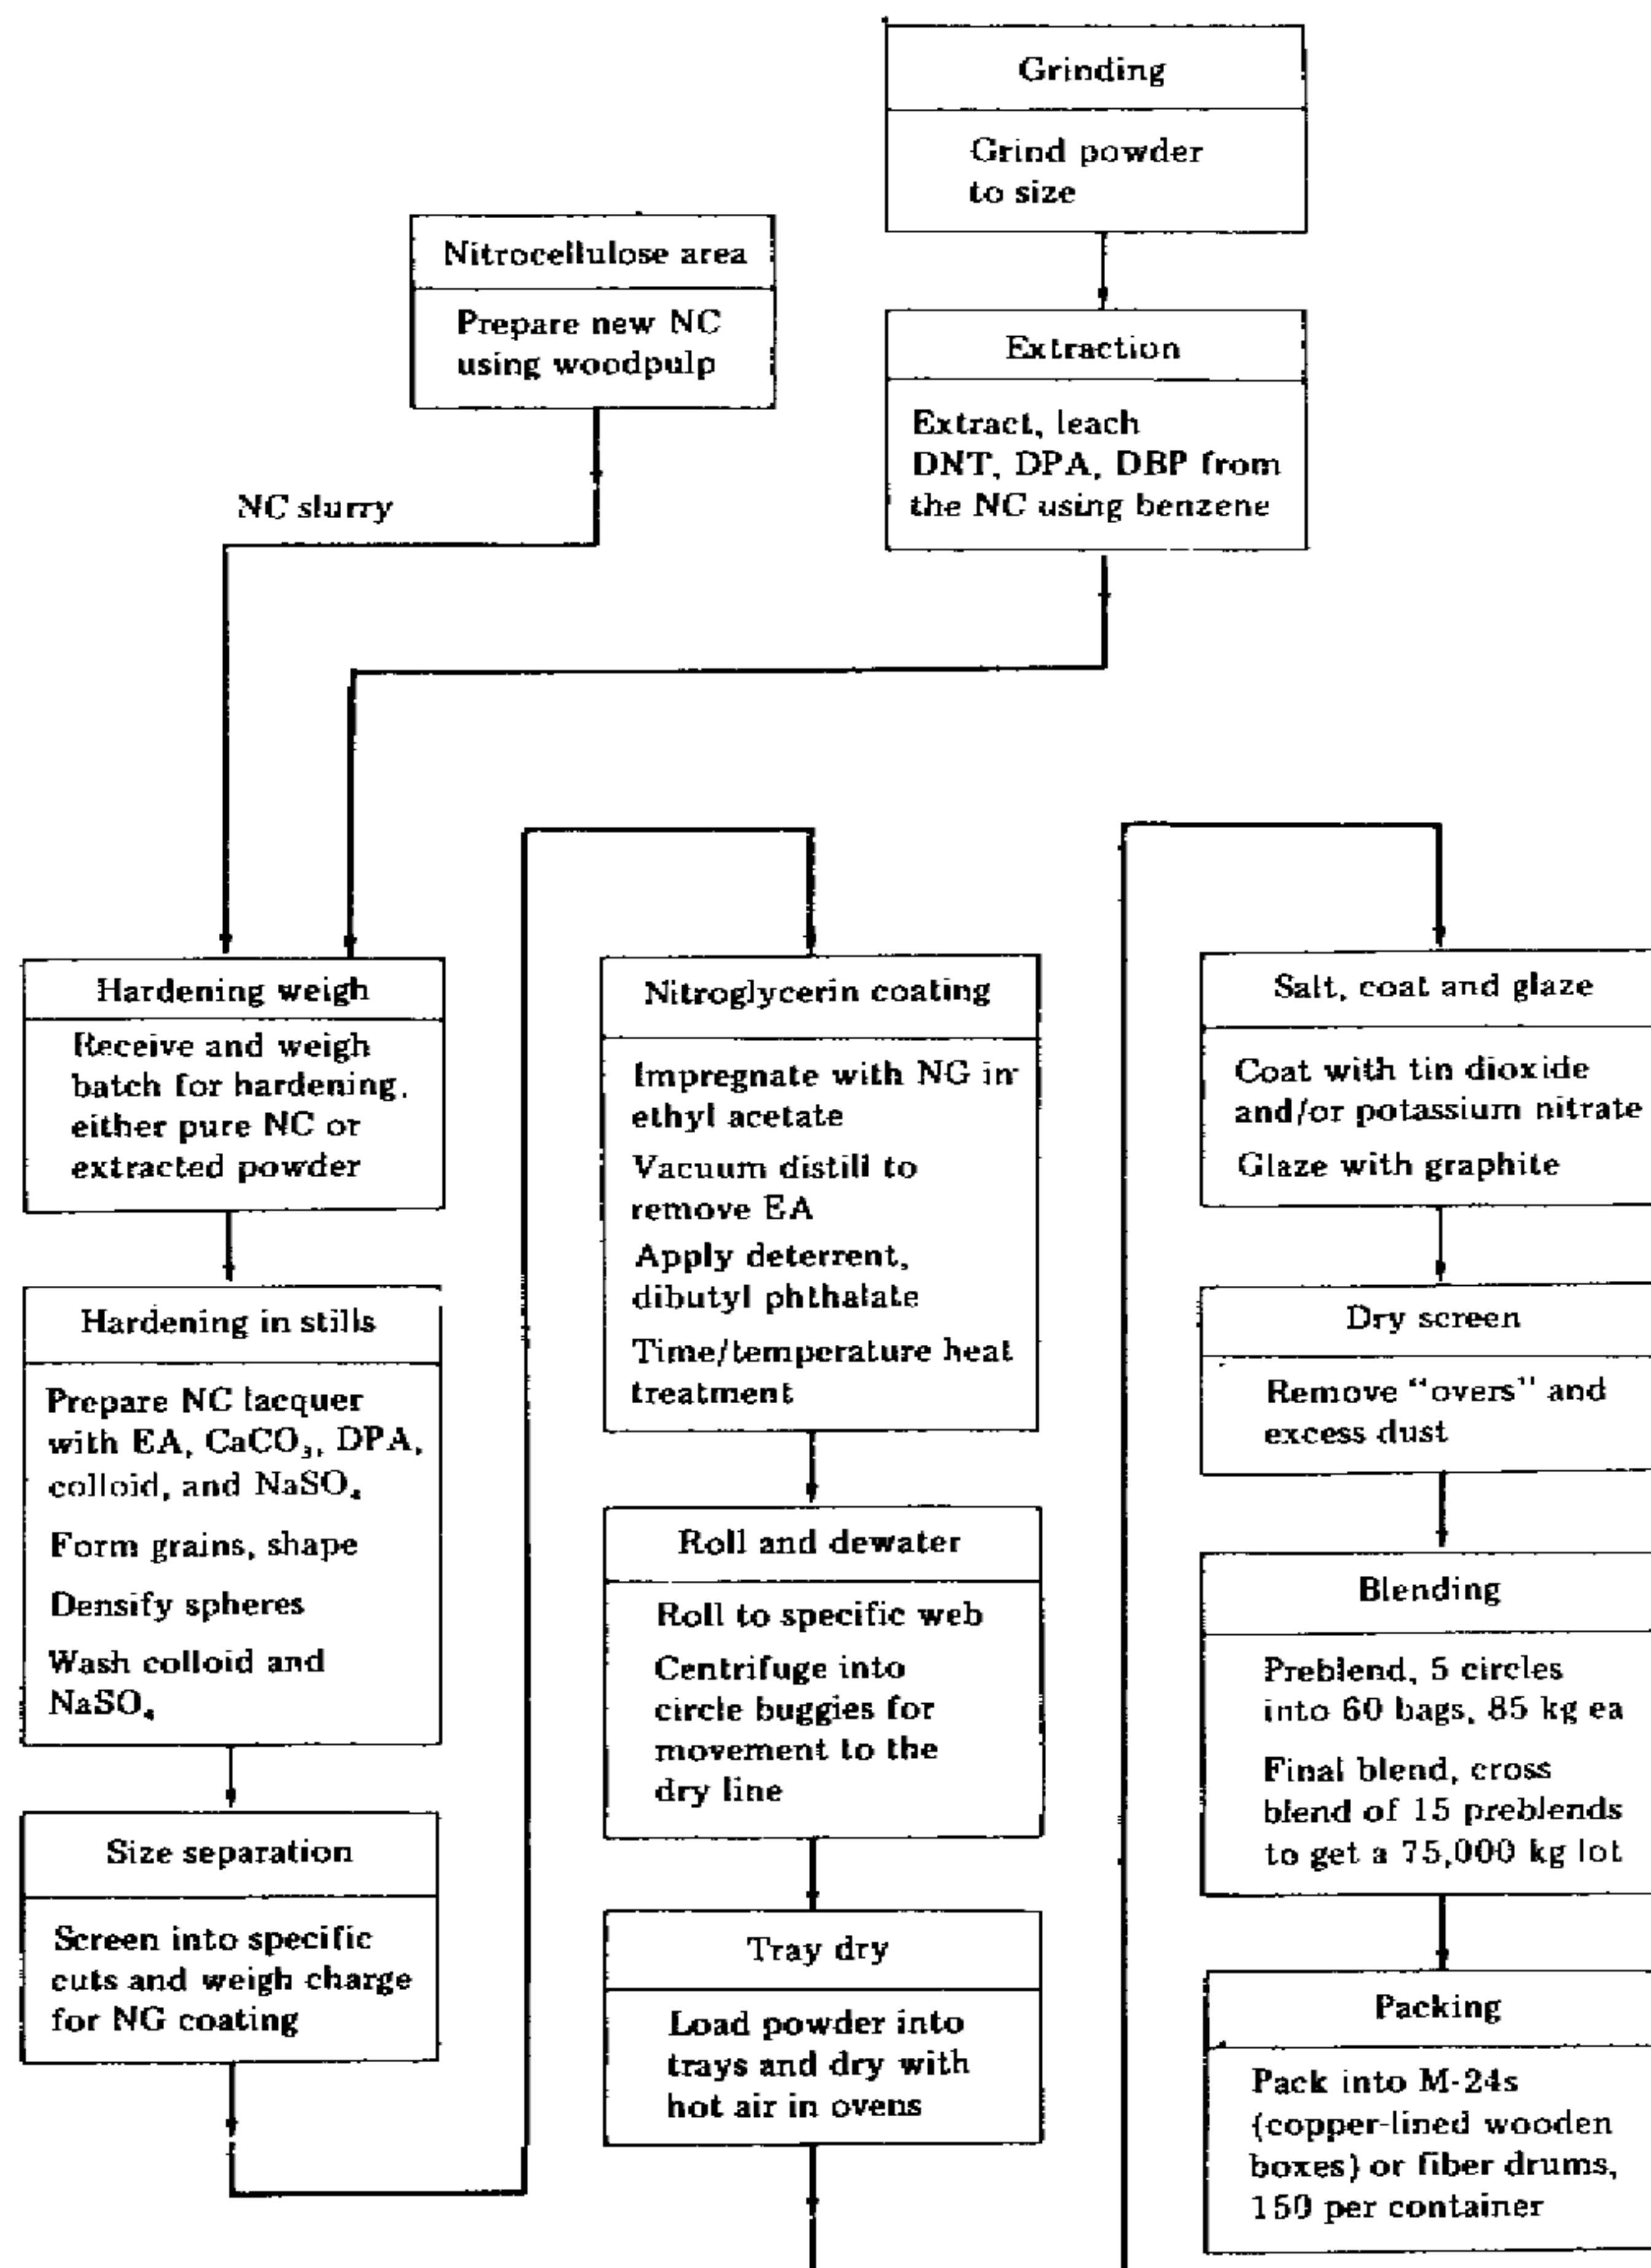 Grinding
Grind powder
to size
Nitrocellulose area
Prepare new NC
using woodpulp
Extraction
Extract, leach
DNT, DPA, DBP from
the NC using benzene
NC slurry
Hardening weigh
Receive and weigh
batch for hardening,
either pure NC or
extracted powder
Hardening in stills
Prepare NC lacquer
with EA, CaCO₃, DPA,
colloid, and NaSO₄
Form grains, shape
Densify spheres
Wash colloid and
NaSO₄
Size separation
Screen into specific
cuts and weigh charge
for NG coating
Nitroglycerin coating
Impregnate with NG in
ethyl acetate
Vacuum distill to
remove EA
Apply deterrent,
dibutyl phthalate
Time/temperature heat
treatment
Roll and dewater
Roll to specific web
Centrifuge into
circle buggies for
movement to the
dry line
Tray dry
Load powder into
trays and dry with
hot air in ovens
Salt, coat and glaze
Coat with tin dioxide
and/or potassium nitrate
Glaze with graphite
Dry screen
Remove "overs" and
excess dust
Blending
Preblend, 5 circles
into 60 bags, 85 kg ea
Final blend, cross
blend of 15 preblends
to get a 75,000 kg lot
Packing
Pack into M-24s
(copper-lined wooden
boxes) or fiber drums,
150 per container